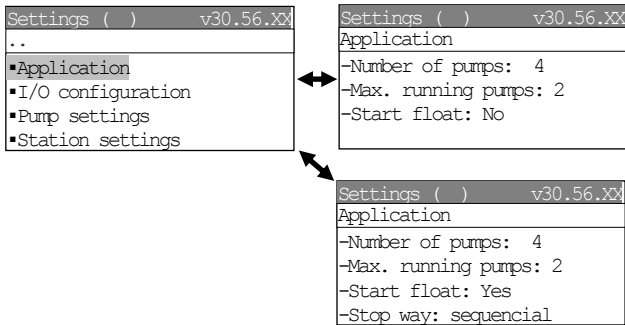 Settings ( ) v30.56.XX
..
▪Application
▪I/O configuration
▪Pump settings
▪Station settings
Settings ( ) v30.56.XX
Application
-Number of pumps: 4
-Max. running pumps: 2
-Start float: No
Settings ( ) v30.56.XX
Application
-Number of pumps: 4
-Max. running pumps: 2
-Start float: Yes
-Stop way: sequencial